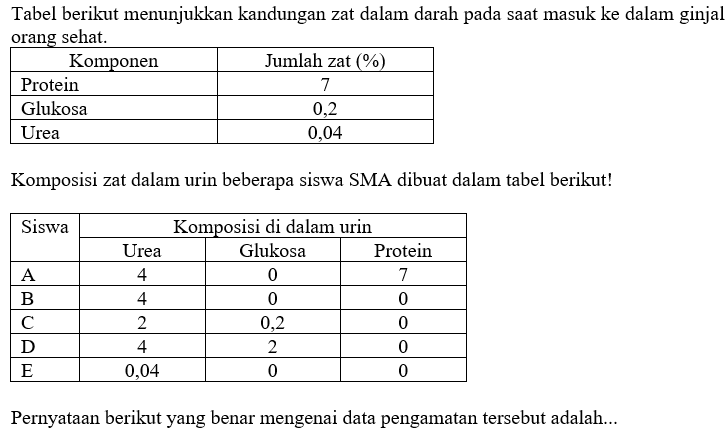 Tabel berikut menunjukkan kandungan zat dalam darah pada saat masuk ke dalam ginjal
orang sehat.
Komponen Jumlah zat (%)
Protein 7
Glukosa 0,2
Urea 0,04
Komposisi zat dalam urin beberapa siswa SMA dibuat dalam tabel berikut!
Siswa Komposisi di dalam urin
Urea Glukosa Protein
A 4 0 7
B 4 0 0
C 2 0,2 0
D 4 2 0
E 0,04 0 0
Pernyataan berikut yang benar mengenai data pengamatan tersebut adalah...